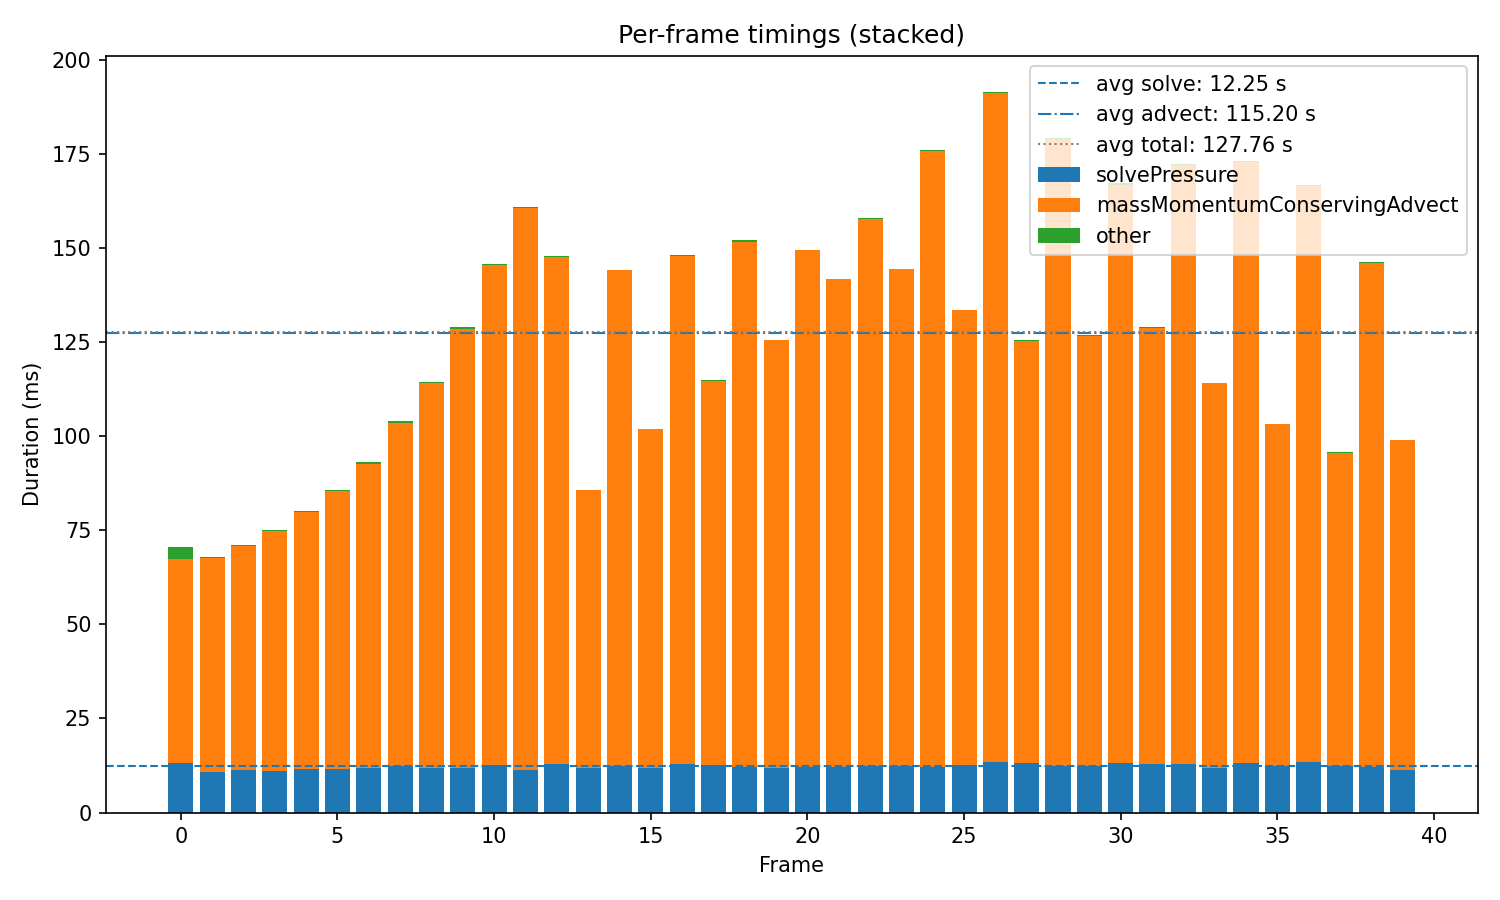 Per-frame timings (stacked)
200
175
150
125
100
75
50
25
0
Duration (ms)
avg solve: 12.25 s
avg advect: 115.20 s
avg total: 127.76 s
solvePressure
massMomentumConservingAdvect
other
0 5 10 15 20 25 30 35 40
Frame